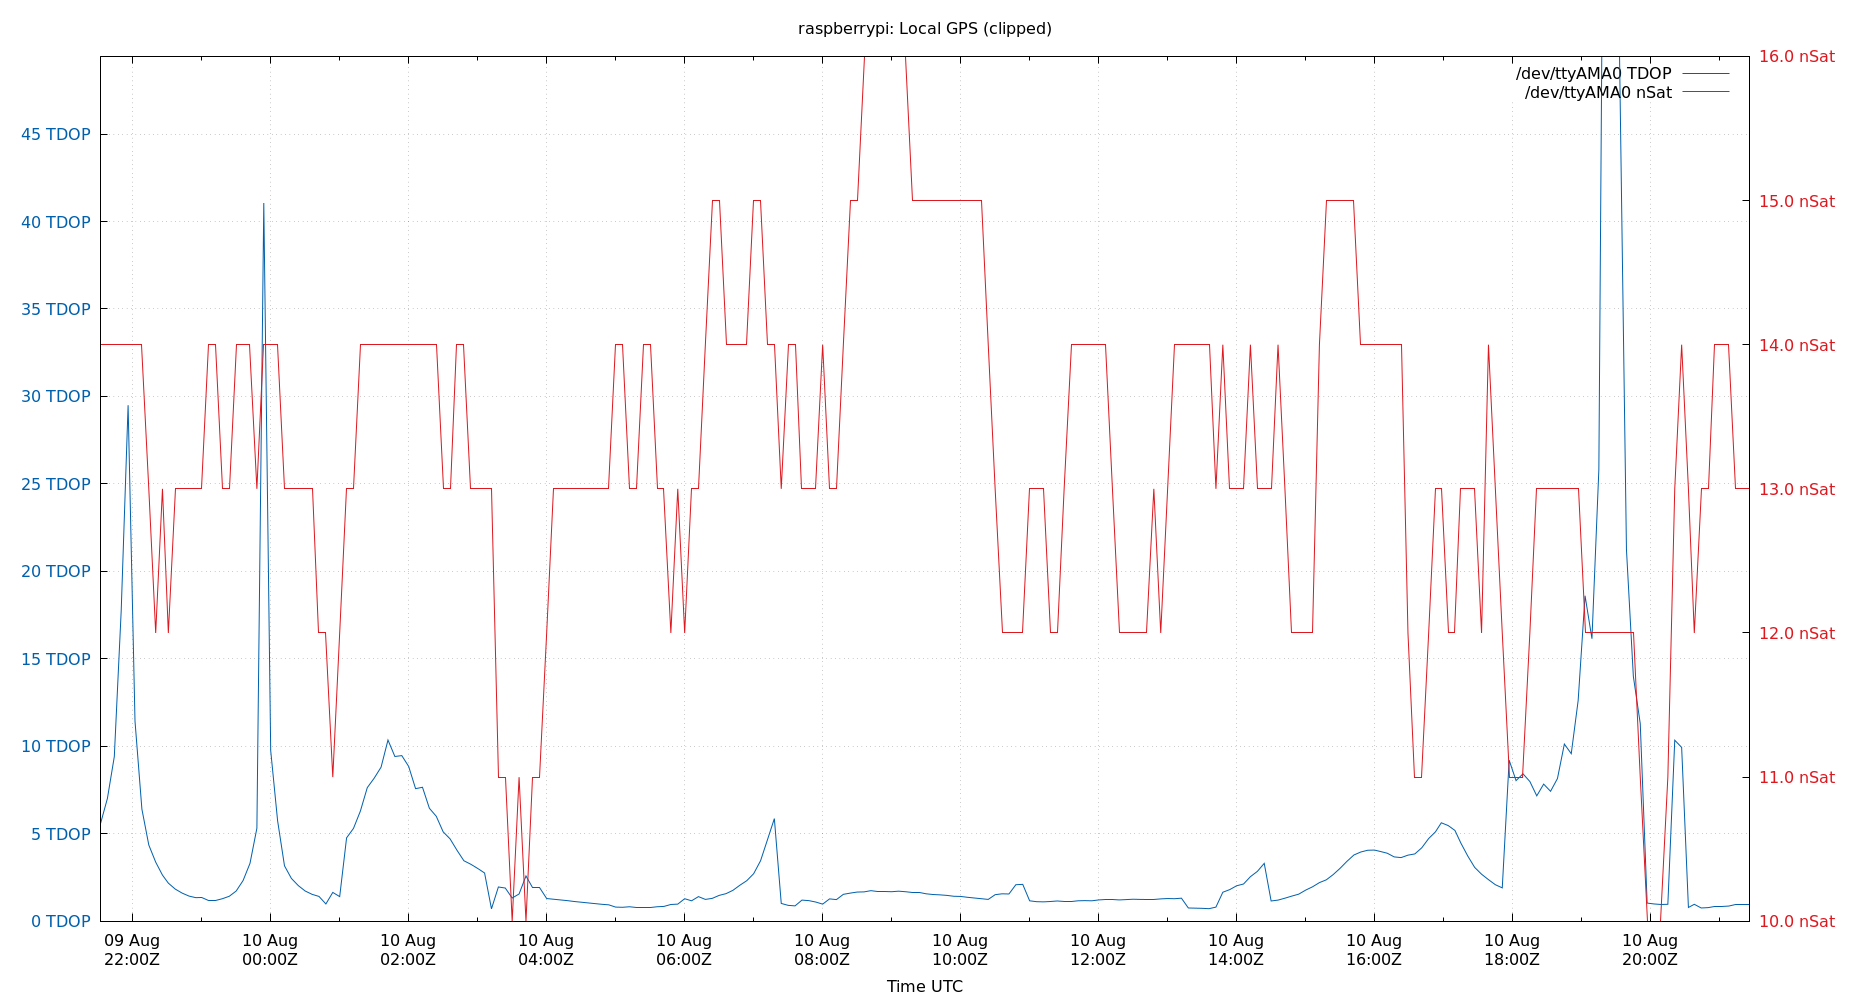 raspberrypi: Local GPS (clipped)
/dev/ttyAMA0 TDOP
/dev/ttyAMA0 nSat
45 TDOP
40 TDOP
35 TDOP
30 TDOP
25 TDOP
20 TDOP
15 TDOP
10 TDOP
5 TDOP
0 TDOP
16.0 nSat
15.0 nSat
14.0 nSat
13.0 nSat
12.0 nSat
11.0 nSat
10.0 nSat
09 Aug 10 Aug 10 Aug 10 Aug 10 Aug 10 Aug 10 Aug 10 Aug 10 Aug 10 Aug 10 Aug 10 Aug
22:00Z 00:00Z 02:00Z 04:00Z 06:00Z 08:00Z 10:00Z 12:00Z 14:00Z 16:00Z 18:00Z 20:00Z
Time UTC